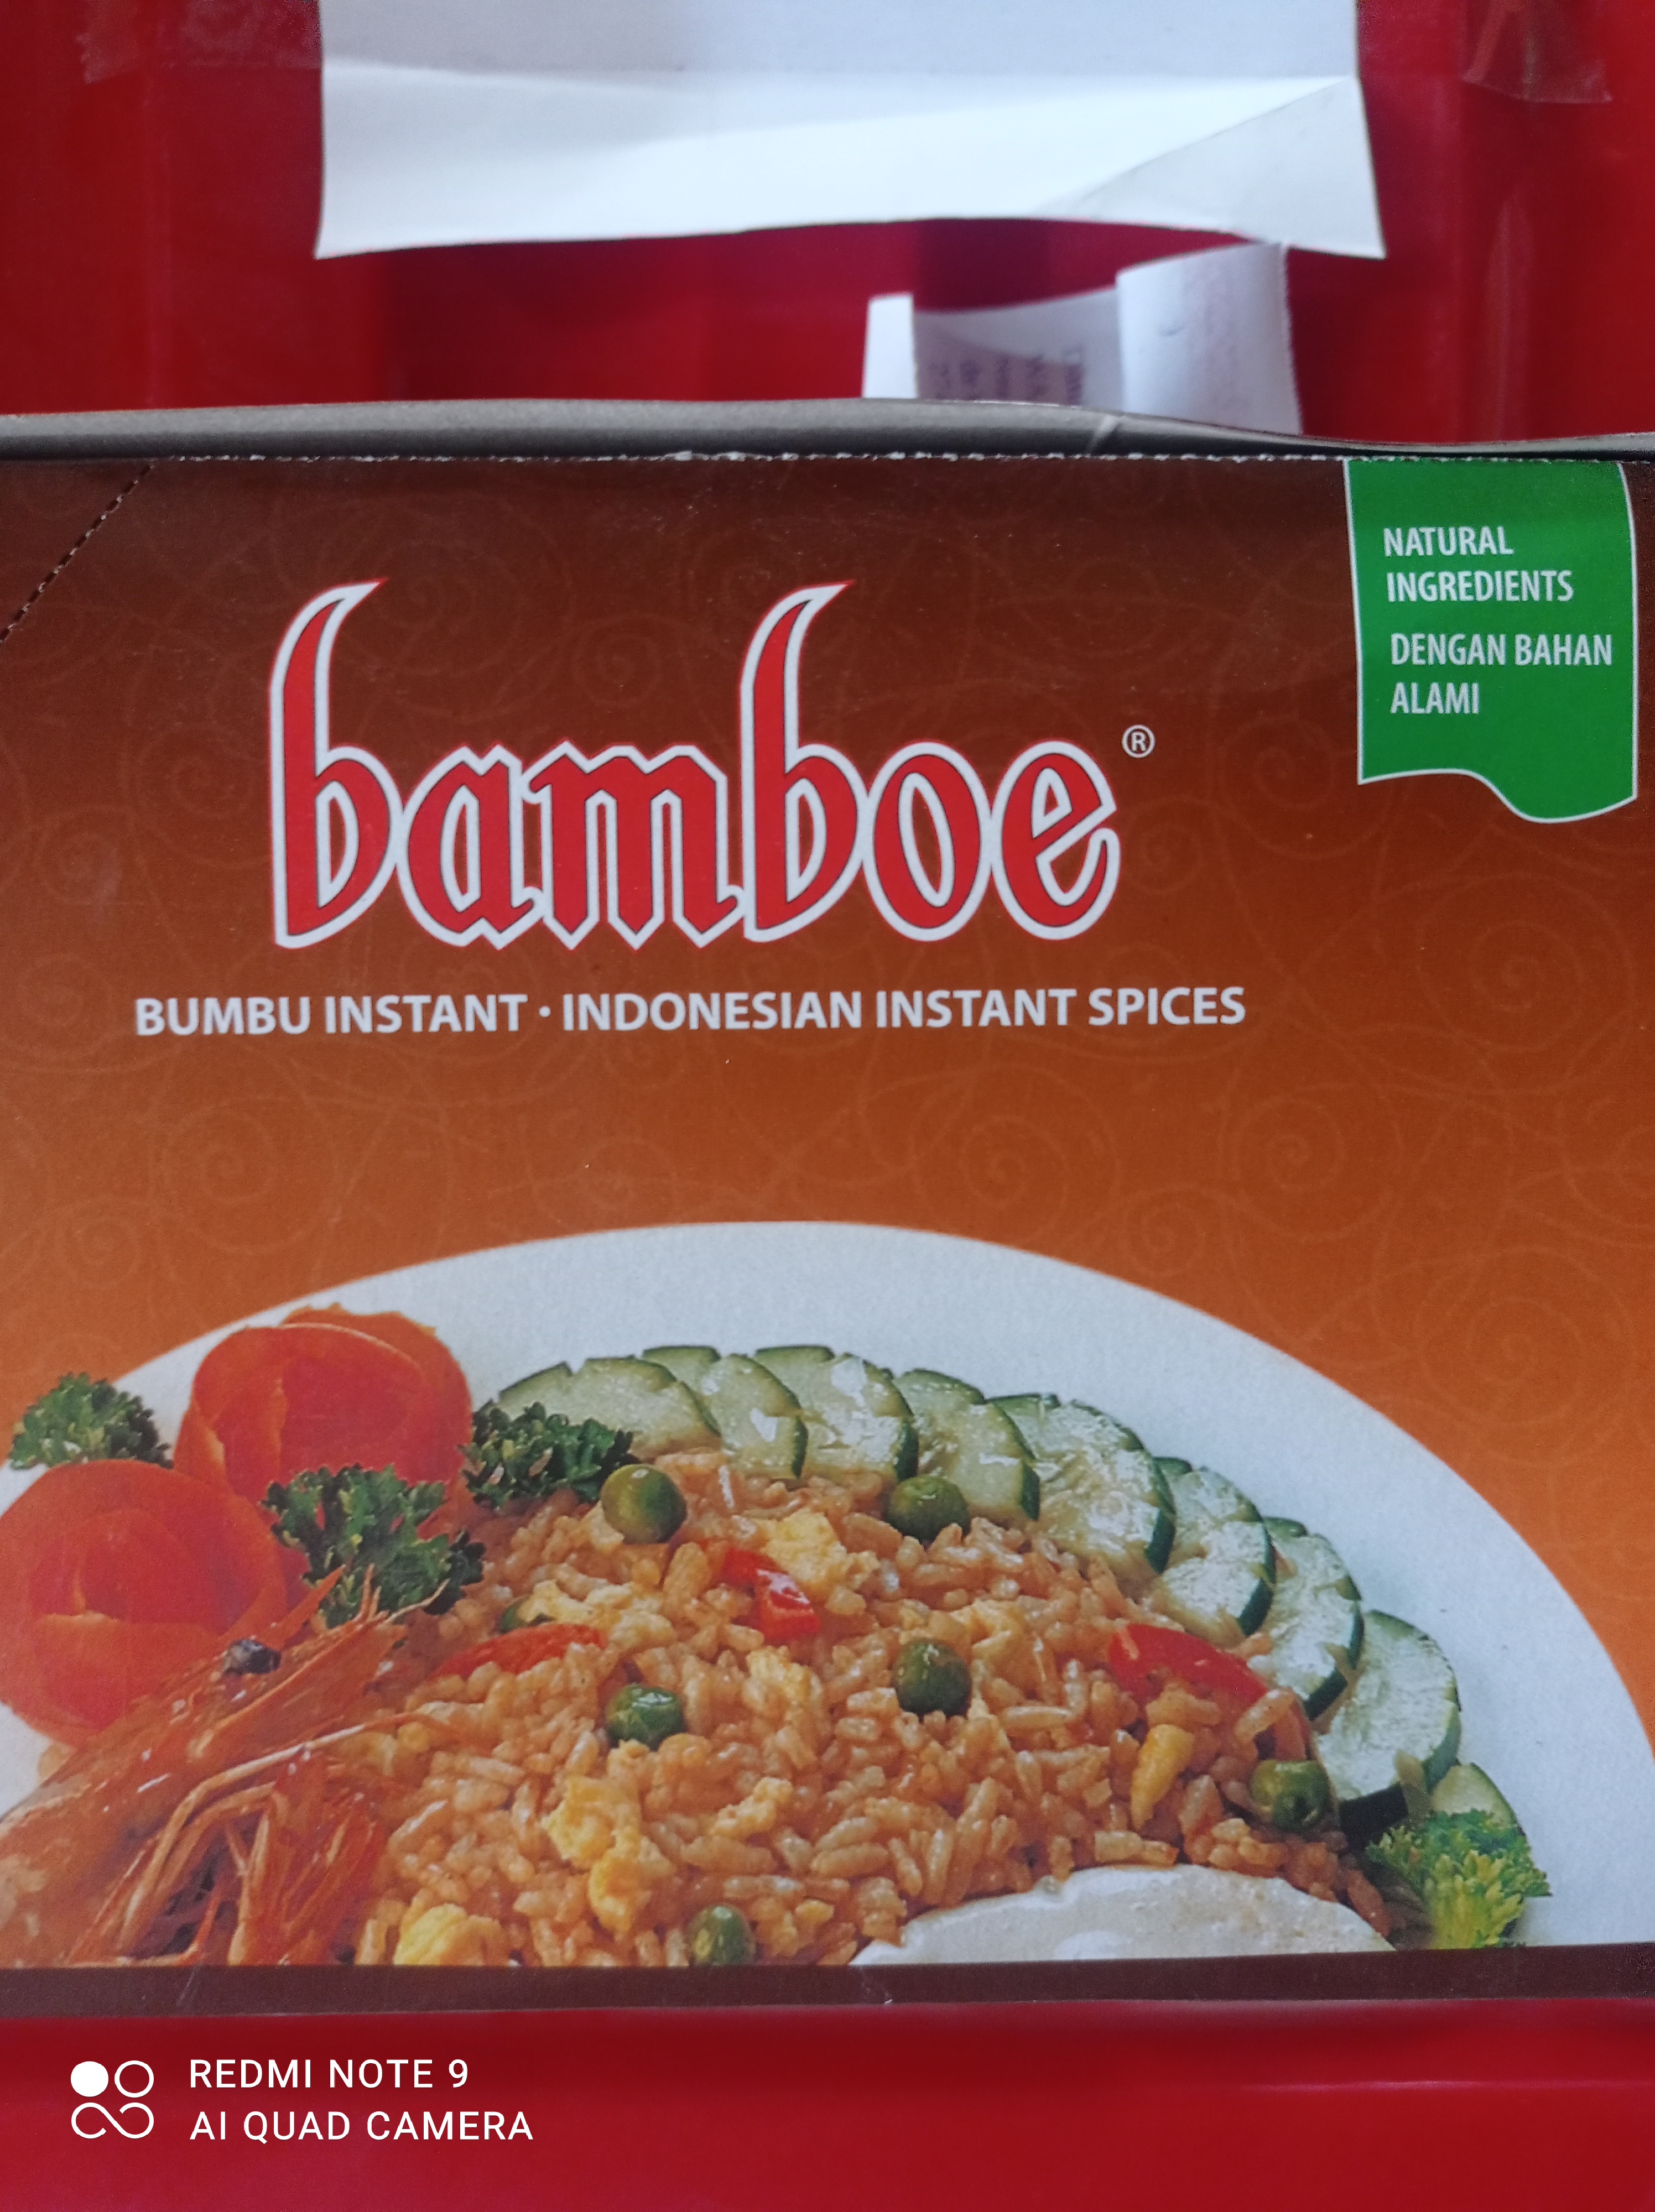 NATURAL
INGREDIENTS
DENGAN BAHAN
ALAMI
bamboe®
BUMBU INSTANT • INDONESIAN INSTANT SPICES
REDMI NOTE 9
AI QUAD CAMERA